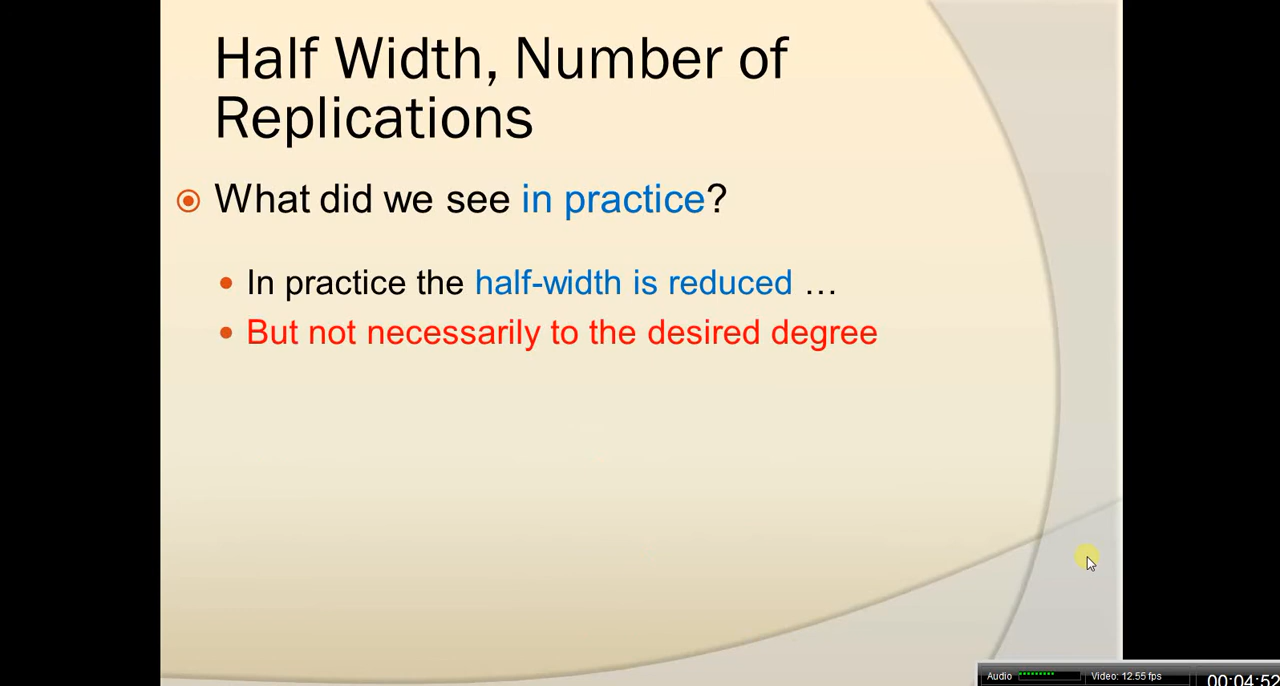 Half Width, Number of
Replications
What did we see in practice?
In practice the half-width is reduced …
But not necessarily to the desired degree
Audio Video: 12.55 fps 00:04:52